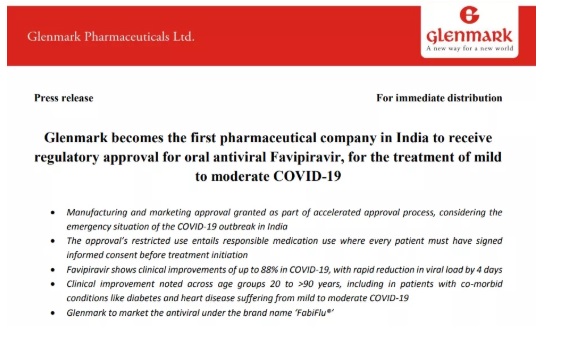 Glenmark Pharmaceuticals Ltd.
glenmark
A new way for a new world
Press release
For immediate distribution
Glenmark becomes the first pharmaceutical company in India to receive
regulatory approval for oral antiviral Favipiravir, for the treatment of mild
to moderate COVID-19
• Manufacturing and marketing approval granted as part of accelerated approval process, considering the
emergency situation of the COVID-19 outbreak in India
• The approval's restricted use entails responsible medication use where every patient must have signed
informed consent before treatment initiation
• Favipiravir shows clinical improvements of up to 88% in COVID-19, with rapid reduction in viral load by 4 days
• Clinical improvement noted across age groups 20 to >90 years, including in patients with co-morbid
conditions like diabetes and heart disease suffering from mild to moderate COVID-19
• Glenmark to market the antiviral under the brand name 'FabiFlu®'